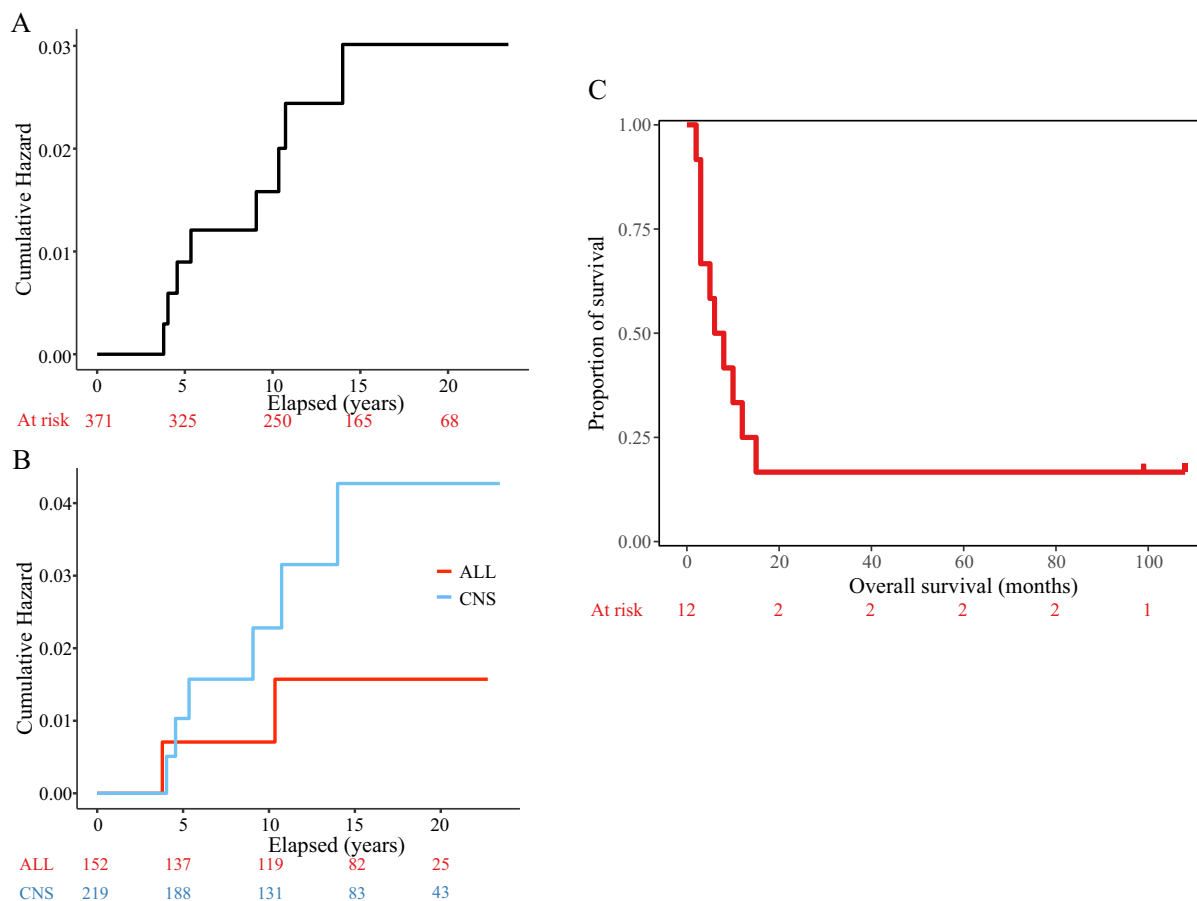 A
Cumulative Hazard
0.03
0.02
0.01
0.00
0 5 10 15 20
Elapsed (years)
At risk 371 325 250 165 68
B
Cumulative Hazard
0.04
0.03
0.02
0.01
0.00
ALL
CNS
0 5 10 15 20
Elapsed (years)
ALL 152 137 119 82 25
CNS 219 188 131 83 43
C
Proportion of survival
1.00
0.75
0.50
0.25
0.00
0 20 40 60 80 100
Overall survival (months)
At risk 12 2 2 2 2 1